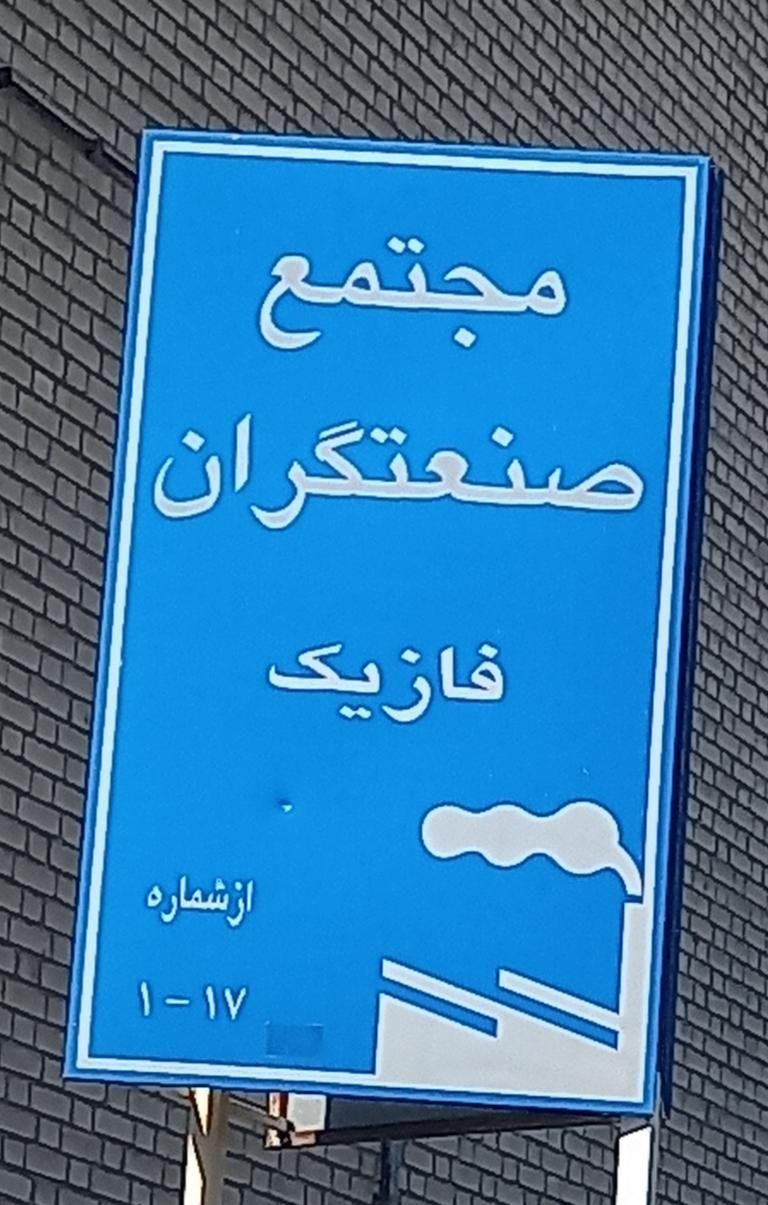 مجتمع
صنعتگران
فازیک
ازشماره
۱۷ – ۱